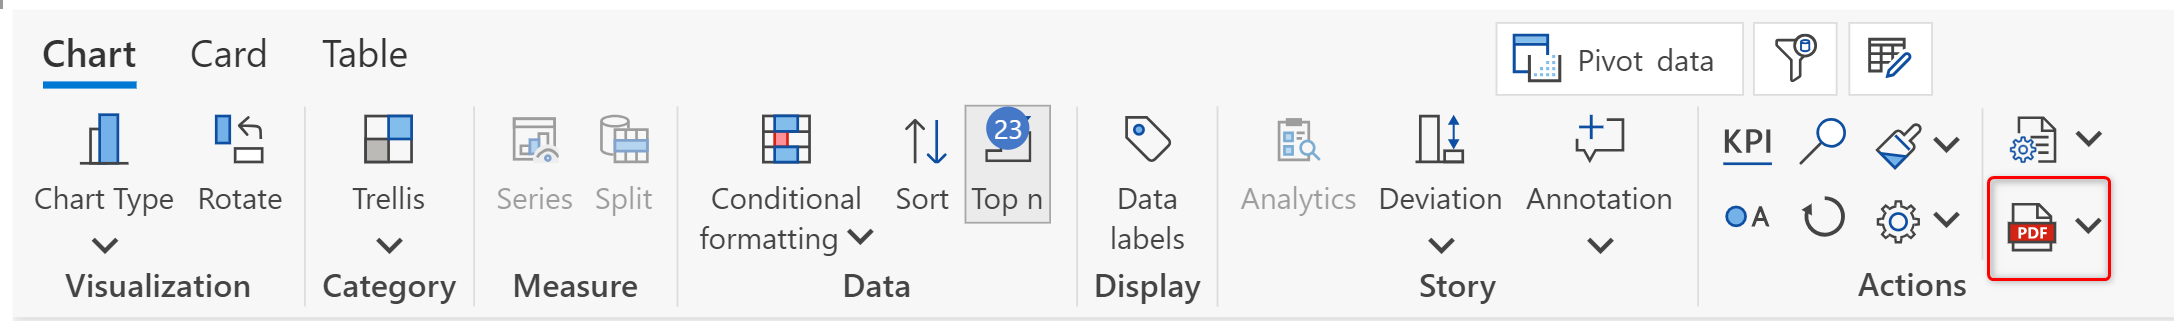 Chart Card Table
Pivot data
23
KPI
Chart Type Rotate Trellis Series Split Conditional formatting Sort Top n Data labels Analytics Deviation Annotation
A
PDF
Visualization Category Measure Data Display Story Actions